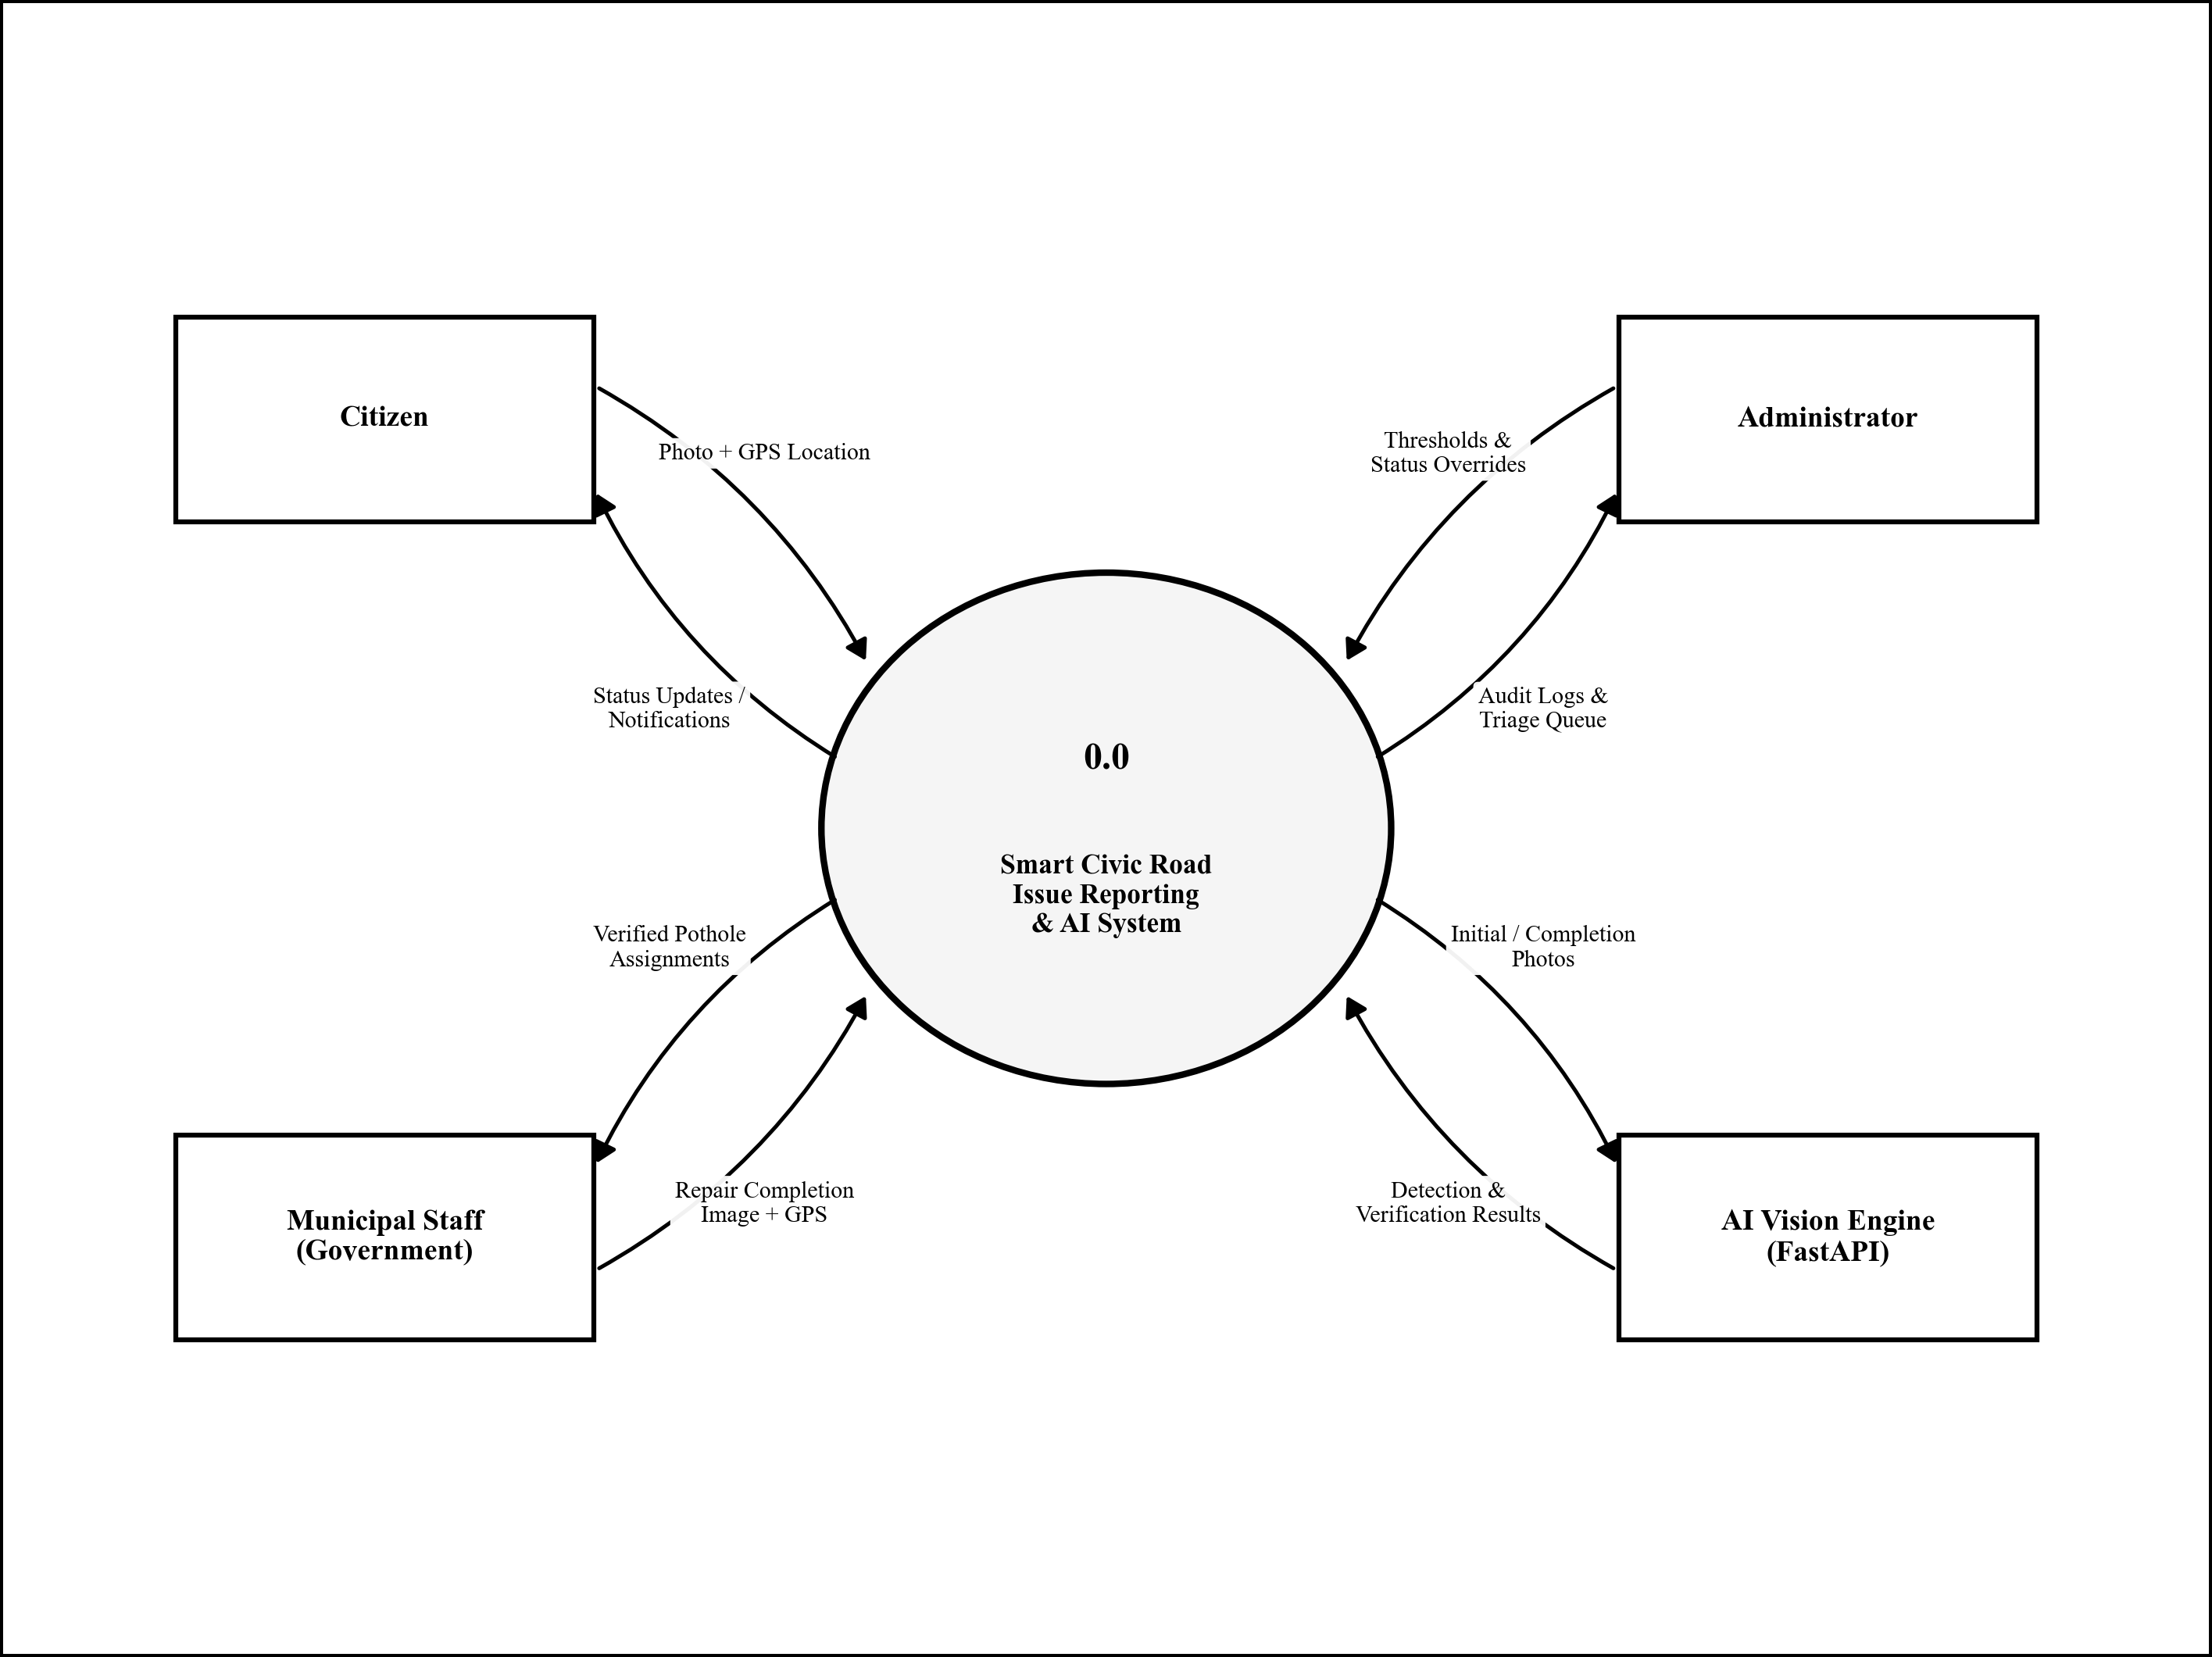 Citizen
Administrator
Photo + GPS Location
Thresholds &
Status Overrides
Status Updates /
Notifications
Audit Logs &
Triage Queue
0.0
Smart Civic Road
Issue Reporting
& AI System
Verified Pothole
Assignments
Initial / Completion
Photos
Repair Completion
Image + GPS
Detection &
Verification Results
Municipal Staff
(Government)
AI Vision Engine
(FastAPI)